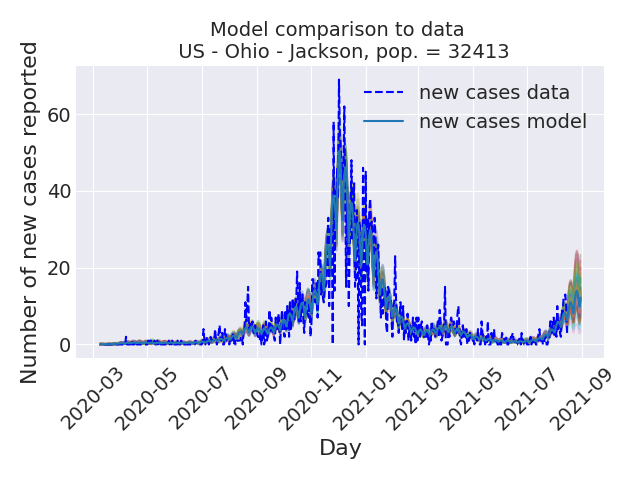 Model comparison to data
US - Ohio - Jackson, pop. = 32413
Number of new cases reported
60
40
20
0
new cases data
new cases model
2020-03
2020-05
2020-07
2020-09
2020-11
2021-01
2021-03
2021-05
2021-07
2021-09
Day